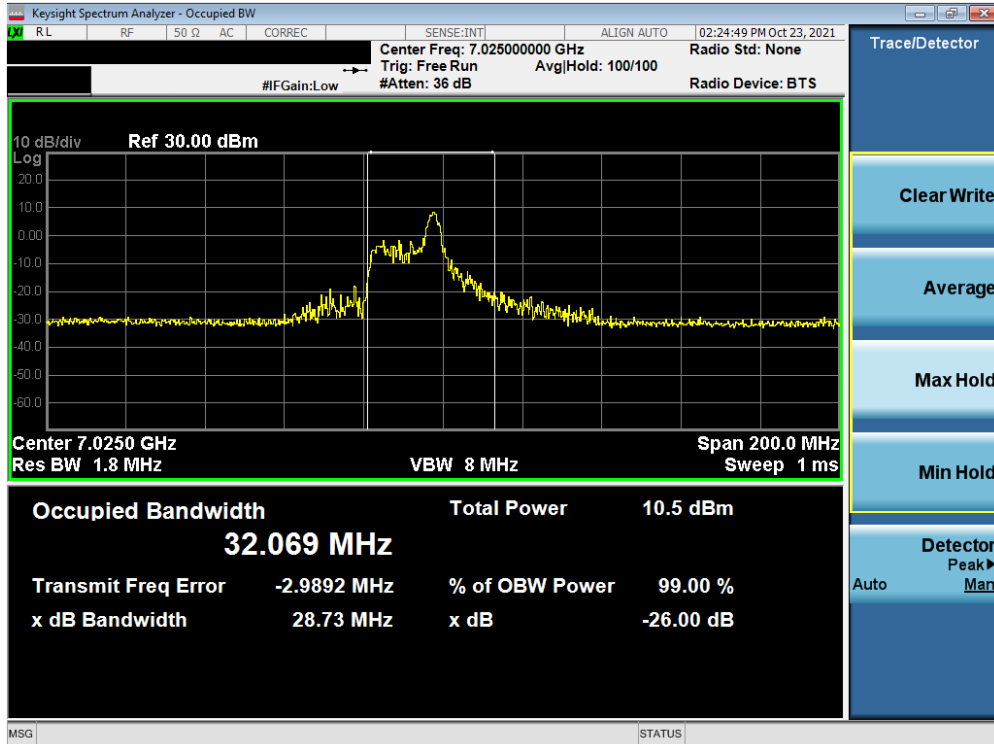 Keysight Spectrum Analyzer - Occupied BW
LXI RL RF 50 Ω AC CORREC SENSE:INT ALIGN AUTO 02:24:49 PM Oct 23, 2021
Center Freq: 7.025000000 GHz Radio Std: None
Trig: Free Run Avg|Hold: 100/100
#IFGain:Low #Atten: 36 dB Radio Device: BTS
Trace/Detector
10 dB/div Ref 30.00 dBm
Log
20.0
10.0
0.00
-10.0
-20.0
-30.0
-40.0
-50.0
-60.0
Center 7.0250 GHz Span 200.0 MHz
Res BW 1.8 MHz VBW 8 MHz Sweep 1 ms
Occupied Bandwidth Total Power 10.5 dBm
32.069 MHz
Transmit Freq Error -2.9892 MHz % of OBW Power 99.00 %
x dB Bandwidth 28.73 MHz x dB -26.00 dB
Clear Write
Average
Max Hold
Min Hold
Detector
Peak▶
Auto Man
MSG STATUS